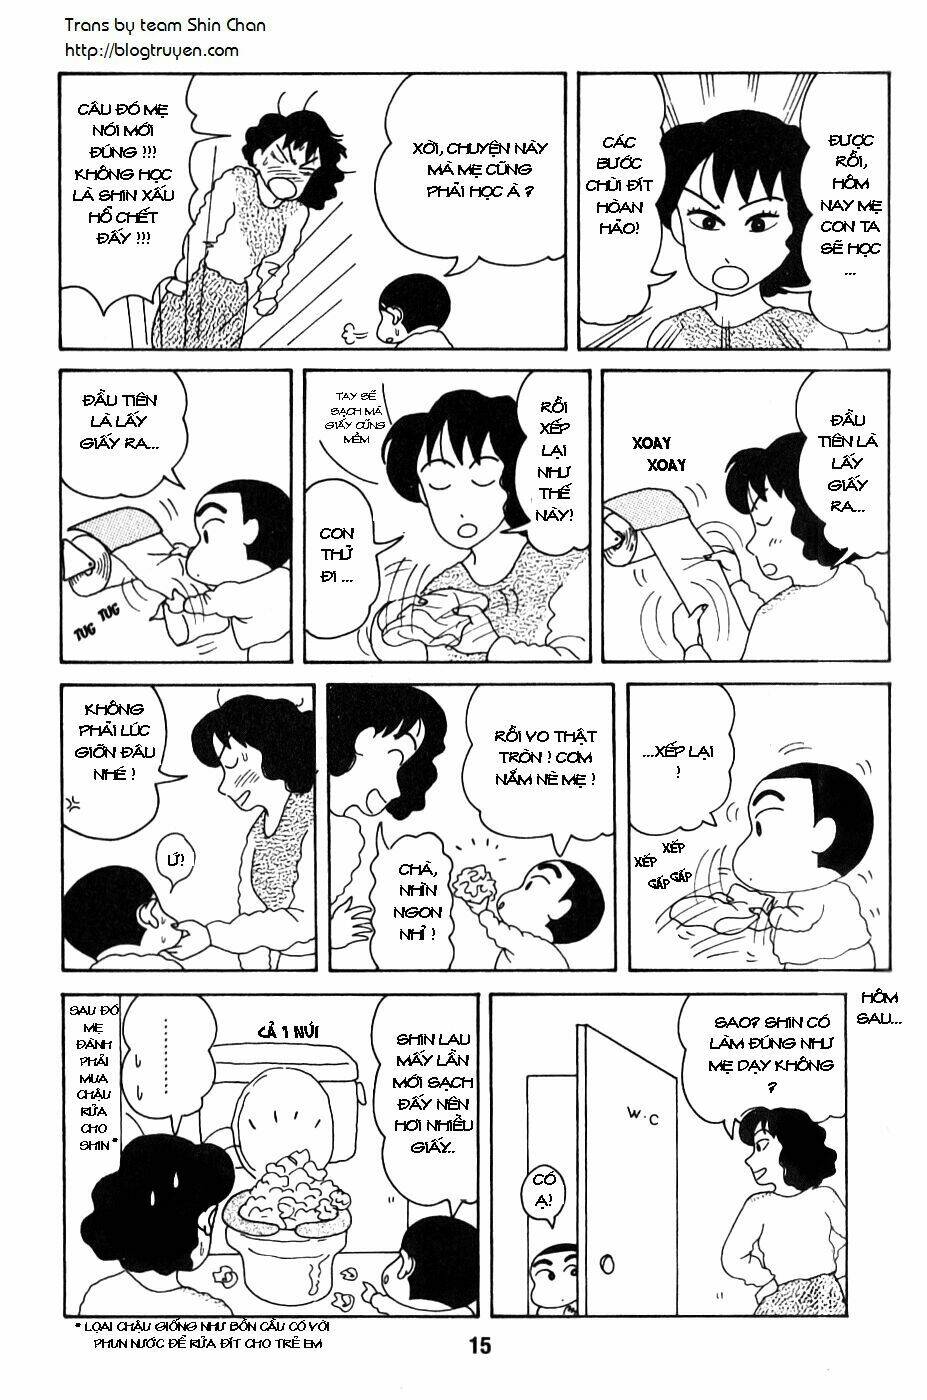 Trans by team Shin Chan
http://blogtruyen.com
ĐƯỢC
RỒI,
HÔM
NAY MẸ
CON TA
SẼ HỌC
...
CÁC
BƯỚC
CHÙI ĐÍT
HOÀN
HẢO!
XỜI, CHUYỆN NÀY
MÀ MẸ CŨNG
PHẢI HỌC À ?
CÂU ĐÓ MẸ
NÓI MỚI
ĐÚNG !!!
KHÔNG HỌC
LÀ SHIN XẤU
HỔ CHẾT
ĐẤY !!!
ĐẦU
TIÊN LÀ
LẤY
GIẤY
RA...
XOAY
XOAY
RỒI
XẾP
LẠI
NHƯ
THẾ
NÀY!
TAY SẼ
SẠCH MÀ
GIẤY CŨNG
MỀM
CON
THỬ
ĐI ...
ĐẦU TIÊN
LÀ LẤY
GIẤY RA...
TUG TUG
...XẾP LẠI
!
XẾP XẾP
GẤP GẤP
RỒI VO THẬT
TRÒN ! CƠM
NẮM NÈ MẸ !
CHÀ,
NHÌN
NGON
NHỈ !
KHÔNG
PHẢI LÚC
GIỠN ĐÂU
NHÉ !
Ứ!
HÔM
SAU...
SAO? SHIN CÓ
LÀM ĐÚNG NHƯ
MẸ DẠY KHÔNG
?
W.C
CÓ
Ạ!
SHIN LAU
MẤY LẦN
MỚI SẠCH
ĐẤY NÊN
HƠI NHIỀU
GIẤY..
CẢ 1 NÚI
.........
SAU ĐÓ
MẸ
ĐÀNH
PHẢI
MUA
CHẬU
RỬA
CHO
SHIN *
* LOẠI CHẬU GIỐNG NHƯ BỒN CẦU CÓ VÒI
PHUN NƯỚC ĐỂ RỬA ĐÍT CHO TRẺ EM
15